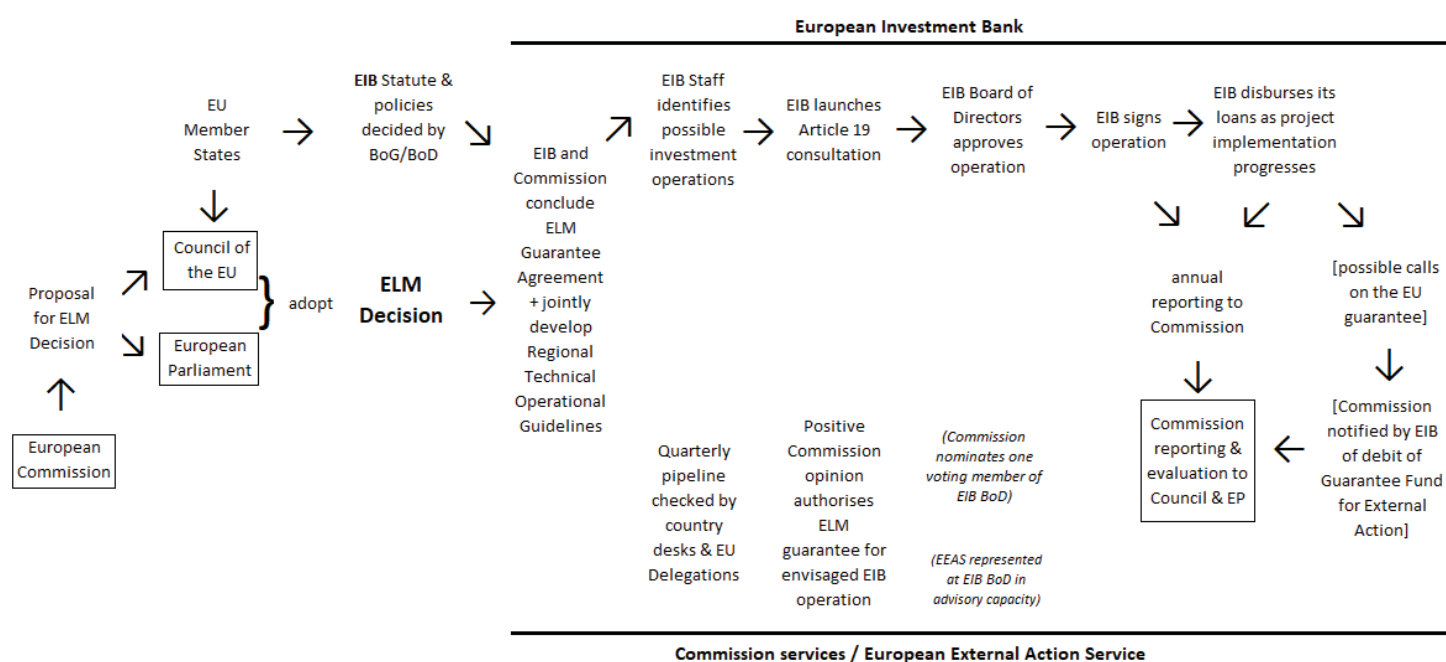 European Investment Bank
EU
Member
States
EIB Statute &
policies
decided by
BoG/BoD
EIB and
Commission
conclude
ELM
Guarantee
Agreement
+ jointly
develop
Regional
Technical
Operational
Guidelines
EIB Staff
identifies
possible
investment
operations
EIB launches
Article 19
consultation
EIB Board of
Directors
approves
operation
EIB signs
operation
EIB disburses its
loans as project
implementation
progresses
Council of
the EU
Proposal
for ELM
Decision
European
Parliament
}
adopt
ELM
Decision
European
Commission
annual
reporting to
Commission
[possible calls
on the EU
guarantee]
Quarterly
pipeline
checked by
country
desks & EU
Delegations
Positive
Commission
opinion
authorises
ELM
guarantee for
envisaged EIB
operation
(Commission
nominates one
voting member of
EIB BoD)
(EEAS represented
at EIB BoD in
advisory capacity)
Commission
reporting &
evaluation to
Council & EP
[Commission
notified by EIB
of debit of
Guarantee Fund
for External
Action]
Commission services / European External Action Service